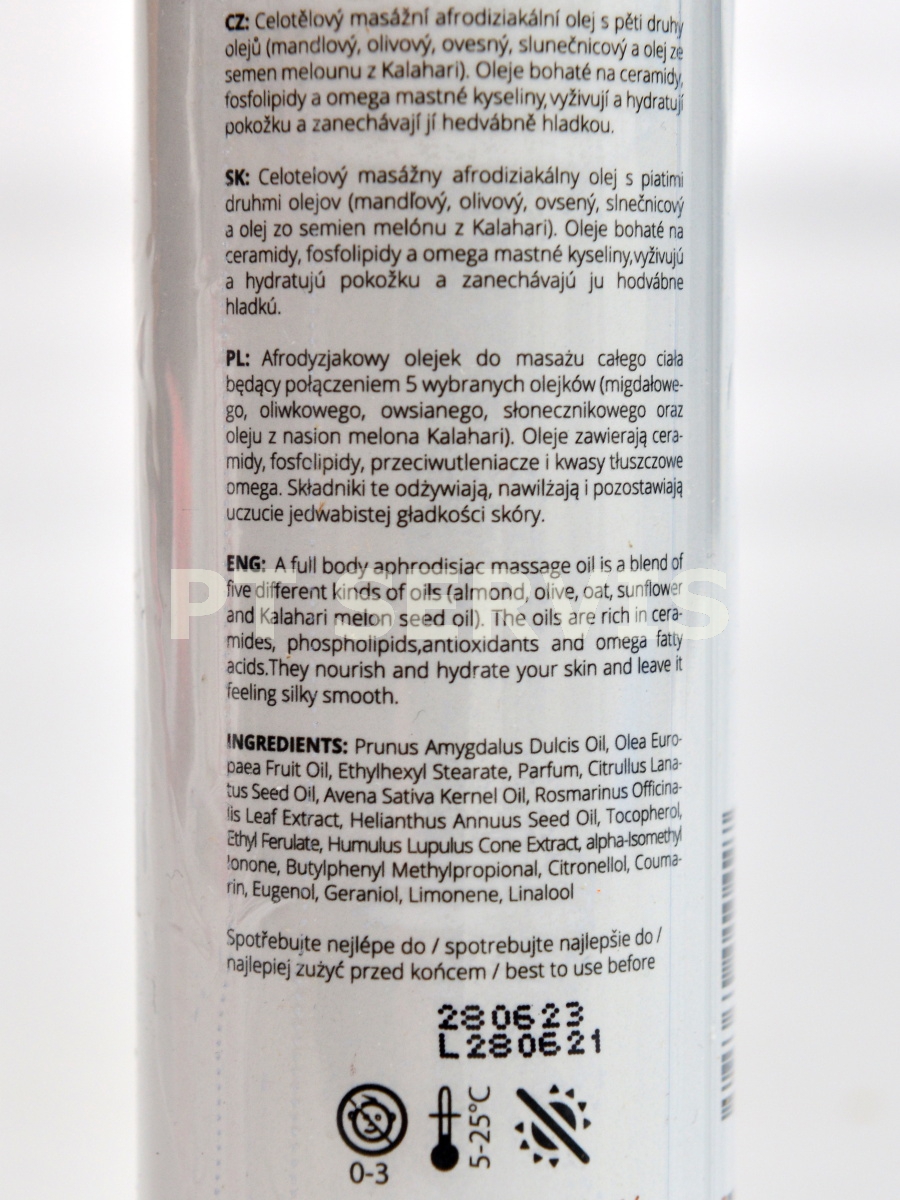 CZ: Celotělový masážní afrodiziakální olej s pěti druhy
olejů (mandlový, olivový, ovesný, slunečnicový a olej ze
semen melounu z Kalahari). Oleje bohaté na ceramidy,
fosfolipidy a omega mastné kyseliny,vyživují a hydratují
pokožku a zanechávají jí hedvábně hladkou.
SK: Celotelový masážny afrodiziakálny olej s piatimi
druhmi olejov (mandľový, olivový, ovsený, slnečnicový
a olej zo semien melónu z Kalahari). Oleje bohaté na
ceramidy, fosfolipidy a omega mastné kyseliny,vyživujú
a hydratujú pokožku a zanechávajú ju hodvábne
hladkú.
PL: Afrodyzjakowy olejek do masażu całego ciała
będący połączeniem 5 wybranych olejków (migdałowe-
go, oliwkowego, owsianego, słonecznikowego oraz
oleju z nasion melona Kalahari). Oleje zawierają cera-
midy, fosfolipidy, przeciwutleniacze i kwasy tłuszczowe
omega. Składniki te odżywiają, nawilżają i pozostawiają
uczucie jedwabistej gładkości skóry.
ENG: A full body aphrodisiac massage oil is a blend of
five different kinds of oils (almond, olive, oat, sunflower
and Kalahari melon seed oil). The oils are rich in cera-
mides, phospholipids,antioxidants and omega fatty
acids.They nourish and hydrate your skin and leave it
feeling silky smooth.
PT SERVIS
INGREDIENTS: Prunus Amygdalus Dulcis Oil, Olea Euro-
paea Fruit Oil, Ethylhexyl Stearate, Parfum, Citrullus Lana-
tus Seed Oil, Avena Sativa Kernel Oil, Rosmarinus Officina-
lis Leaf Extract, Helianthus Annuus Seed Oil, Tocopherol,
Ethyl Ferulate, Humulus Lupulus Cone Extract, alpha-Isomethyl
Ionone, Butylphenyl Methylpropional, Citronellol, Couma-
rin, Eugenol, Geraniol, Limonene, Linalool
Spotřebujte nejlépe do / spotrebujte najlepšie do /
najlepiej zużyć przed końcem / best to use before
280623
L280621
0-3
5-25°C